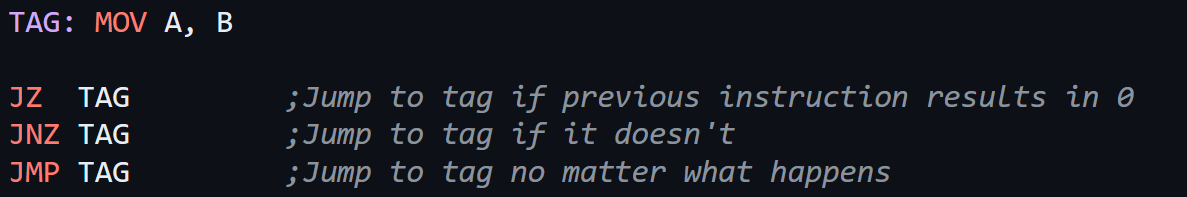 TAG: MOV A, B
JZ  TAG         ;Jump to tag if previous instruction results in 0
JNZ TAG         ;Jump to tag if it doesn't
JMP TAG         ;Jump to tag no matter what happens